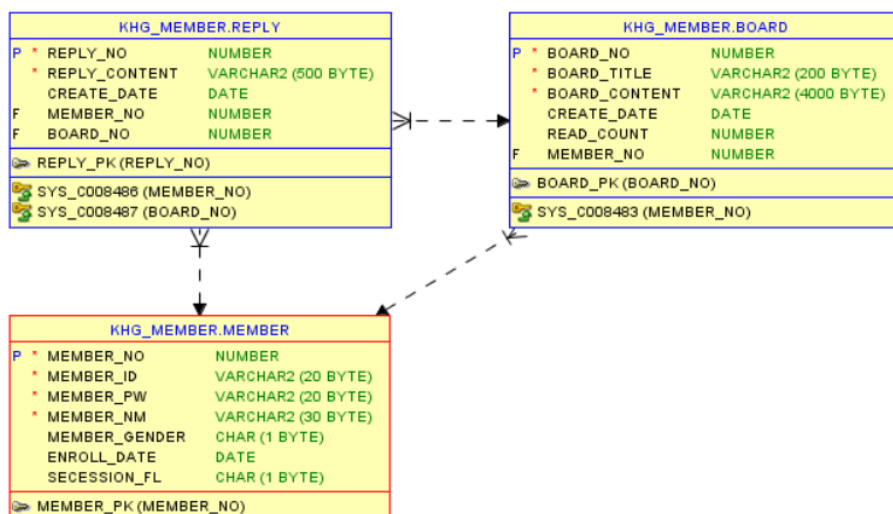 KHG_MEMBER.REPLY
P * REPLY_NO NUMBER
* REPLY_CONTENT VARCHAR2 (500 BYTE)
CREATE_DATE DATE
F MEMBER_NO NUMBER
F BOARD_NO NUMBER
REPLY_PK (REPLY_NO)
SYS_C008486 (MEMBER_NO)
SYS_C008487 (BOARD_NO)
KHG_MEMBER.BOARD
P * BOARD_NO NUMBER
* BOARD_TITLE VARCHAR2 (200 BYTE)
* BOARD_CONTENT VARCHAR2 (4000 BYTE)
CREATE_DATE DATE
READ_COUNT NUMBER
F MEMBER_NO NUMBER
BOARD_PK (BOARD_NO)
SYS_C008483 (MEMBER_NO)
KHG_MEMBER.MEMBER
P * MEMBER_NO NUMBER
* MEMBER_ID VARCHAR2 (20 BYTE)
* MEMBER_PW VARCHAR2 (20 BYTE)
* MEMBER_NM VARCHAR2 (30 BYTE)
MEMBER_GENDER CHAR (1 BYTE)
ENROLL_DATE DATE
SECESSION_FL CHAR (1 BYTE)
MEMBER_PK (MEMBER_NO)